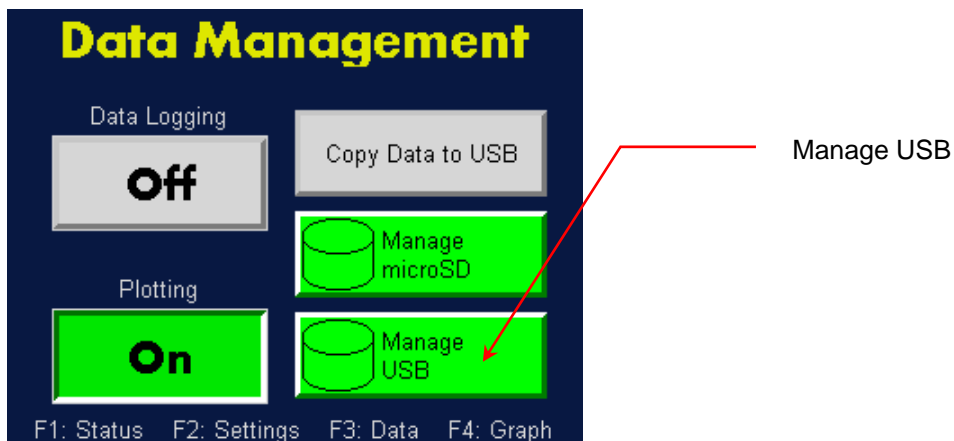 Data Management
Data Logging
Off
Copy Data to USB
Manage USB
Manage
microSD
Plotting
On
Manage
USB
F1: Status F2: Settings F3: Data F4: Graph